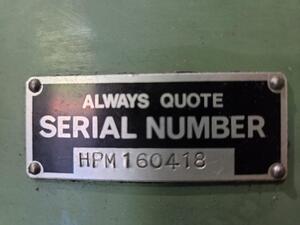 ALWAYS QUOTE
SERIAL NUMBER
HPM160418